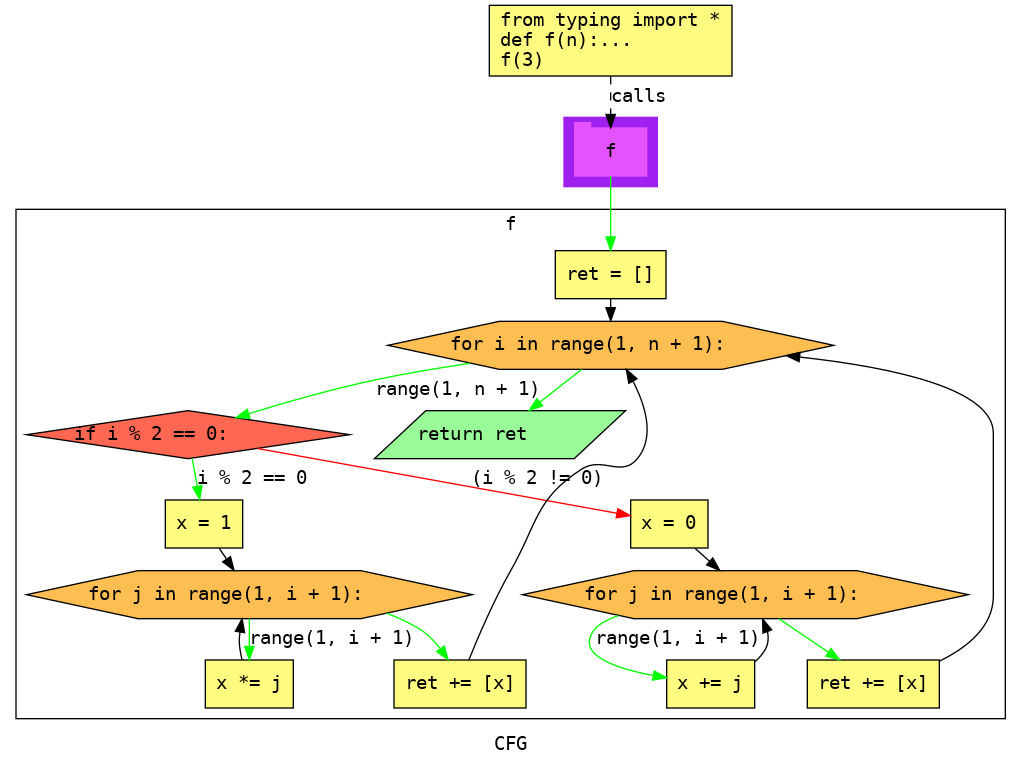 from typing import *
def f(n):...
f(3)
calls
f
f
ret = []
for i in range(1, n + 1):
range(1, n + 1)
if i % 2 == 0:
return ret
i % 2 == 0
(i % 2 != 0)
x = 1
x = 0
for j in range(1, i + 1):
for j in range(1, i + 1):
range(1, i + 1)
range(1, i + 1)
x *= j
ret += [x]
x += j
ret += [x]
CFG